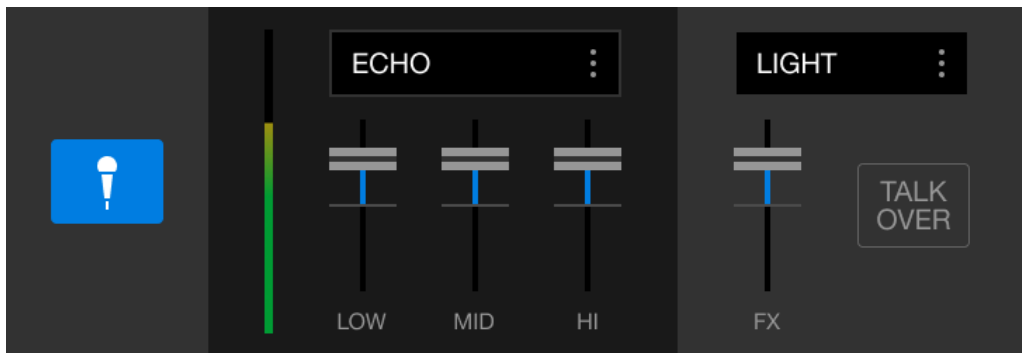 ECHO
LIGHT
TALK
OVER
LOW
MID
HI
FX